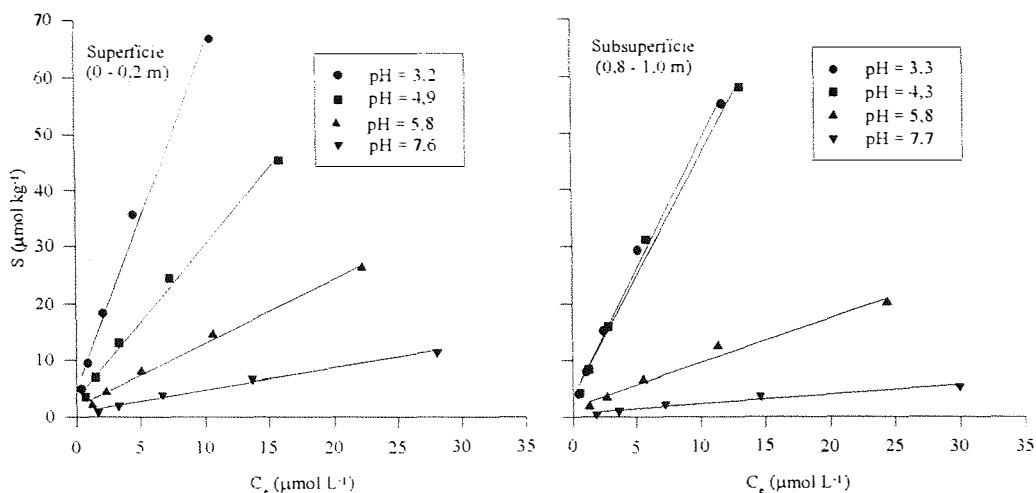 70
60
50
40
30
20
10
0
S (µmol kg⁻¹)
Superfície
(0 - 0,2 m)
pH = 3.2
pH = 4,9
pH = 5,8
pH = 7.6
0 5 10 15 20 25 30 35
Cₑ (µmol L⁻¹)
Subsuperfície
(0,8 - 1,0 m)
pH = 3.3
pH = 4,3
pH = 5,8
pH = 7.7
0 5 10 15 20 25 30 35
Cₑ (µmol L⁻¹)